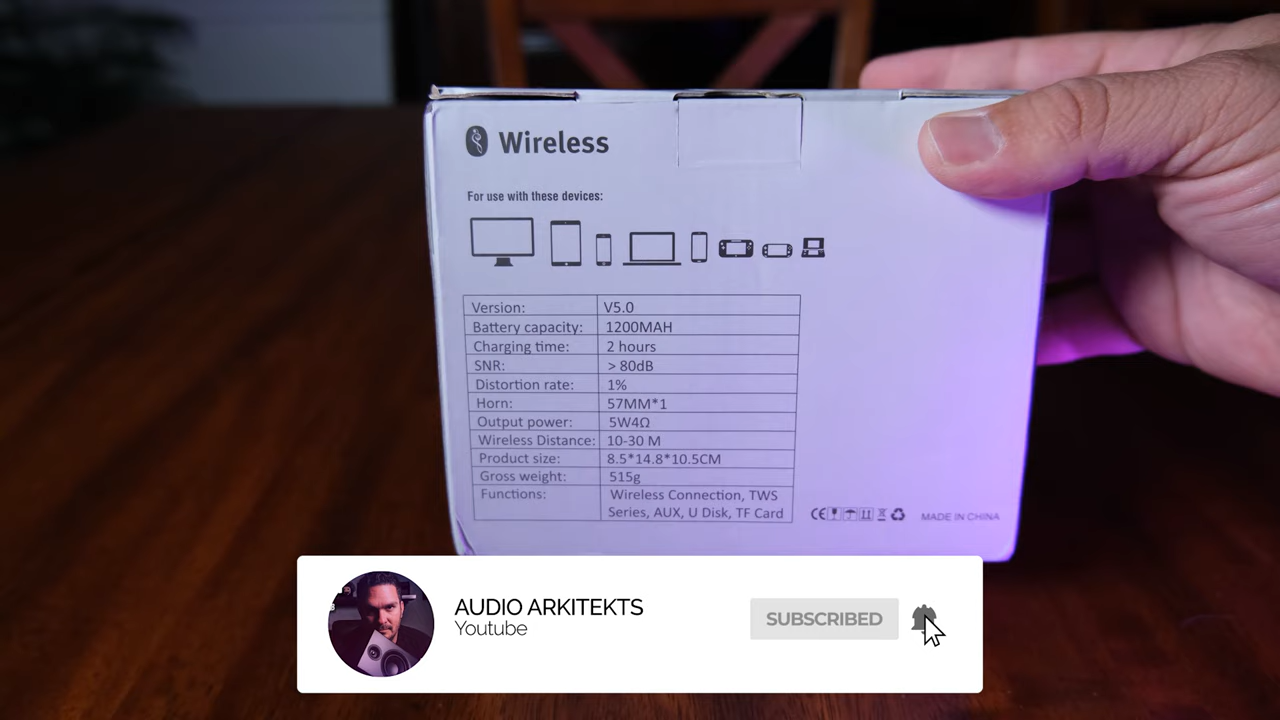 Wireless
For use with these devices:
Version: V5.0
Battery capacity: 1200MAH
Charging time: 2 hours
SNR: > 80dB
Distortion rate: 1%
Horn: 57MM*1
Output power: 5W4Ω
Wireless Distance: 10-30 M
Product size: 8.5*14.8*10.5CM
Gross weight: 515g
Functions: Wireless Connection, TWS
Series, AUX, U Disk, TF Card
CE MADE IN CHINA
AUDIO ARKITEKTS
Youtube
SUBSCRIBED